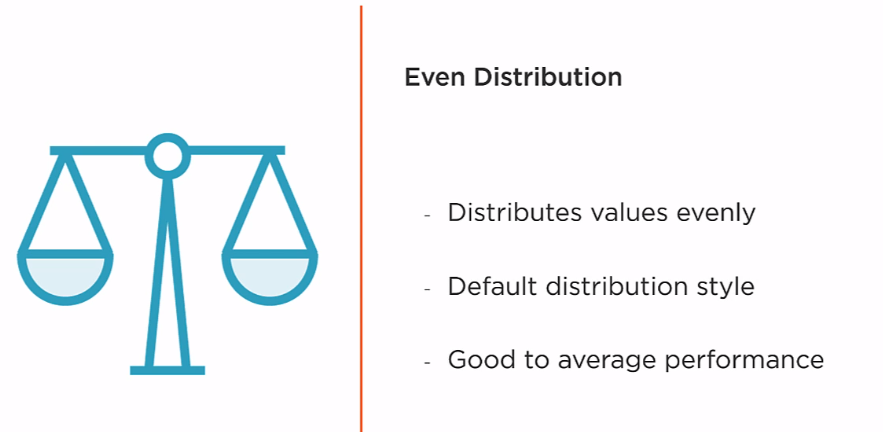 Even Distribution
- Distributes values evenly
- Default distribution style
- Good to average performance